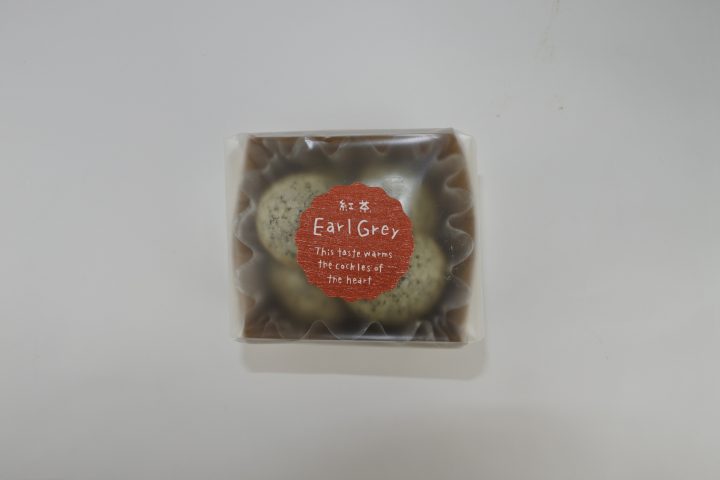 紅茶
Earl Grey
This taste warms
the cockles of
the heart